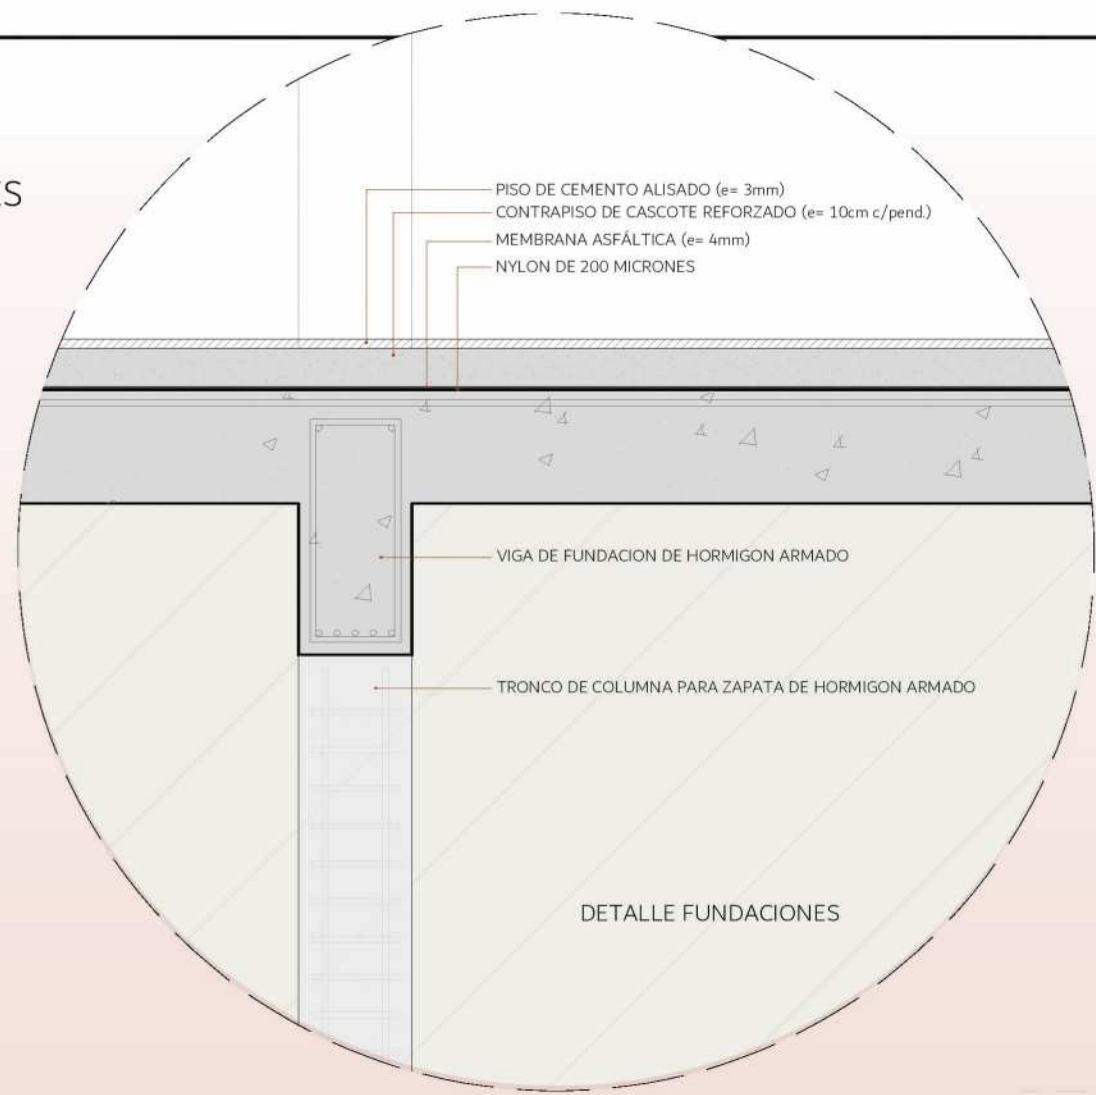 ES
PISO DE CEMENTO ALISADO (e= 3mm)
CONTRAPISO DE CASCOTE REFORZADO (e= 10cm c/pend.)
MEMBRANA ASFÁLTICA (e= 4mm)
NYLON DE 200 MICRONES
VIGA DE FUNDACION DE HORMIGON ARMADO
TRONCO DE COLUMNA PARA ZAPATA DE HORMIGON ARMADO
DETALLE FUNDACIONES